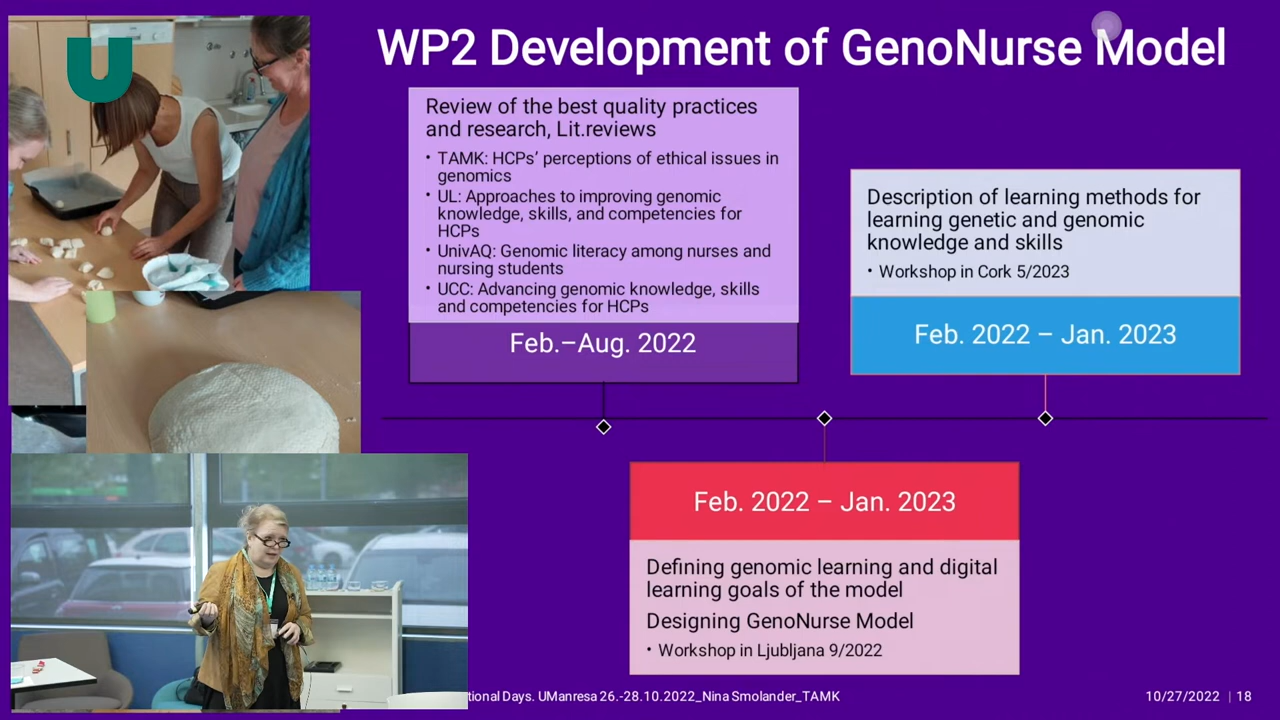 U
WP2 Development of GenoNurse Model
Review of the best quality practices
and research, Lit.reviews
• TAMK: HCPs’ perceptions of ethical issues in
genomics
• UL: Approaches to improving genomic
knowledge, skills, and competencies for
HCPs
• UnivAQ: Genomic literacy among nurses and
nursing students
• UCC: Advancing genomic knowledge, skills
and competencies for HCPs
Feb.–Aug. 2022
Description of learning methods for
learning genetic and genomic
knowledge and skills
• Workshop in Cork 5/2023
Feb. 2022 – Jan. 2023
Feb. 2022 – Jan. 2023
Defining genomic learning and digital
learning goals of the model
Designing GenoNurse Model
• Workshop in Ljubljana 9/2022
Days. UManresa 26.-28.10.2022_Nina Smolander_TAMK
10/27/2022 | 18